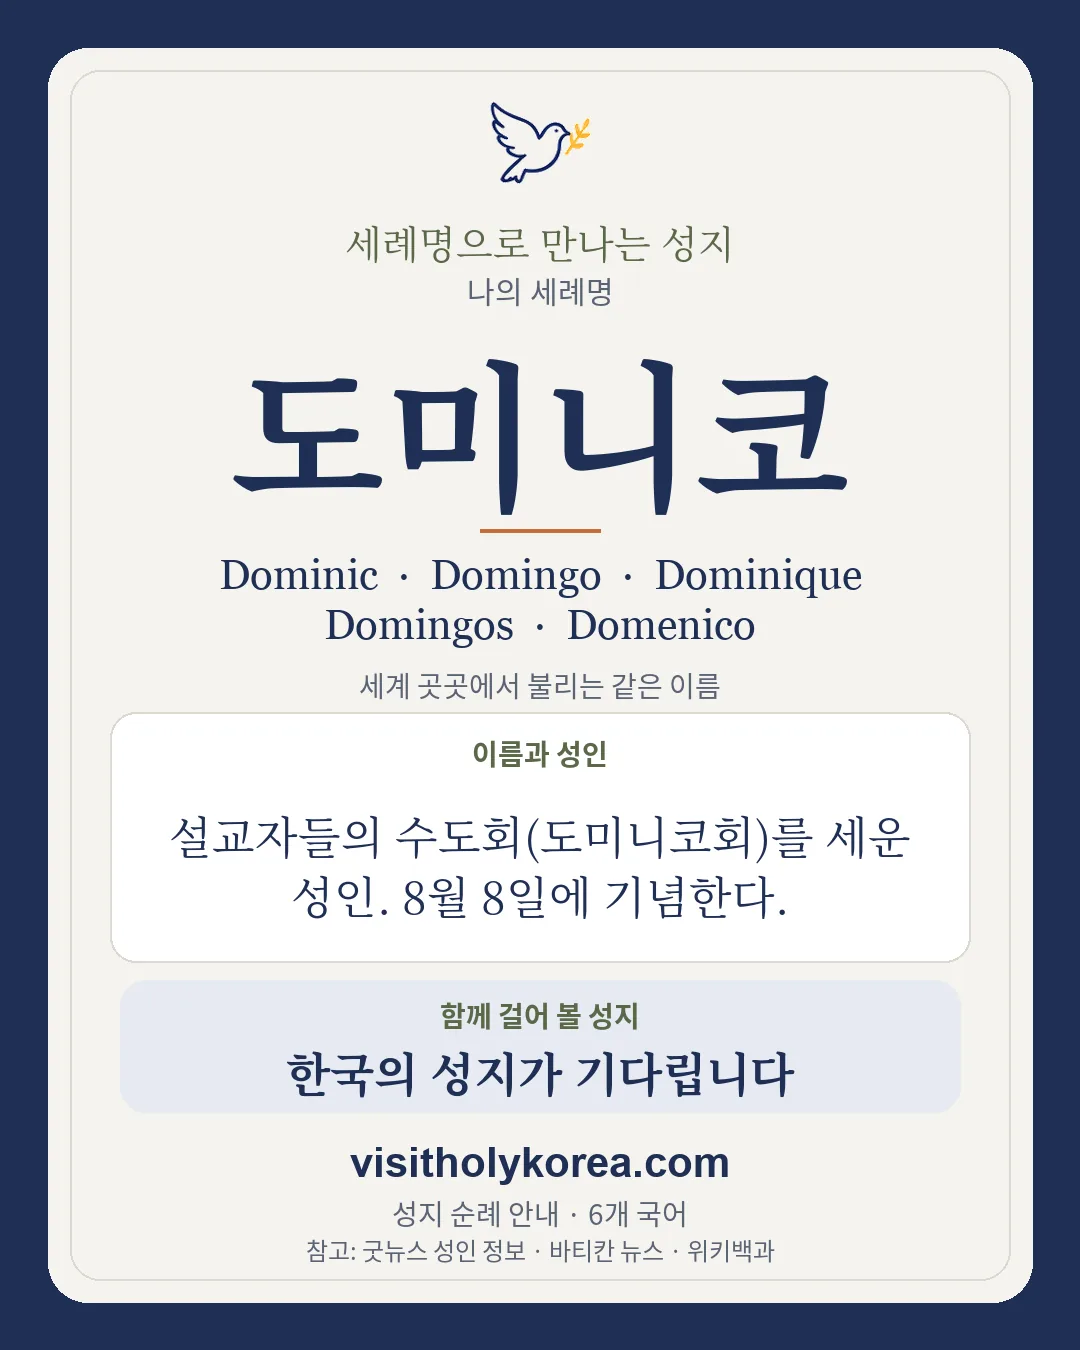 세례명으로 만나는 성지
나의 세례명
도미니코
Dominic · Domingo · Dominique
Domingos · Domenico
세계 곳곳에서 불리는 같은 이름
이름과 성인
설교자들의 수도회(도미니코회)를 세운
성인. 8월 8일에 기념한다.
함께 걸어 볼 성지
한국의 성지가 기다립니다
visitholykorea.com
성지 순례 안내 · 6개 국어
참고: 굿뉴스 성인 정보 · 바티칸 뉴스 · 위키백과